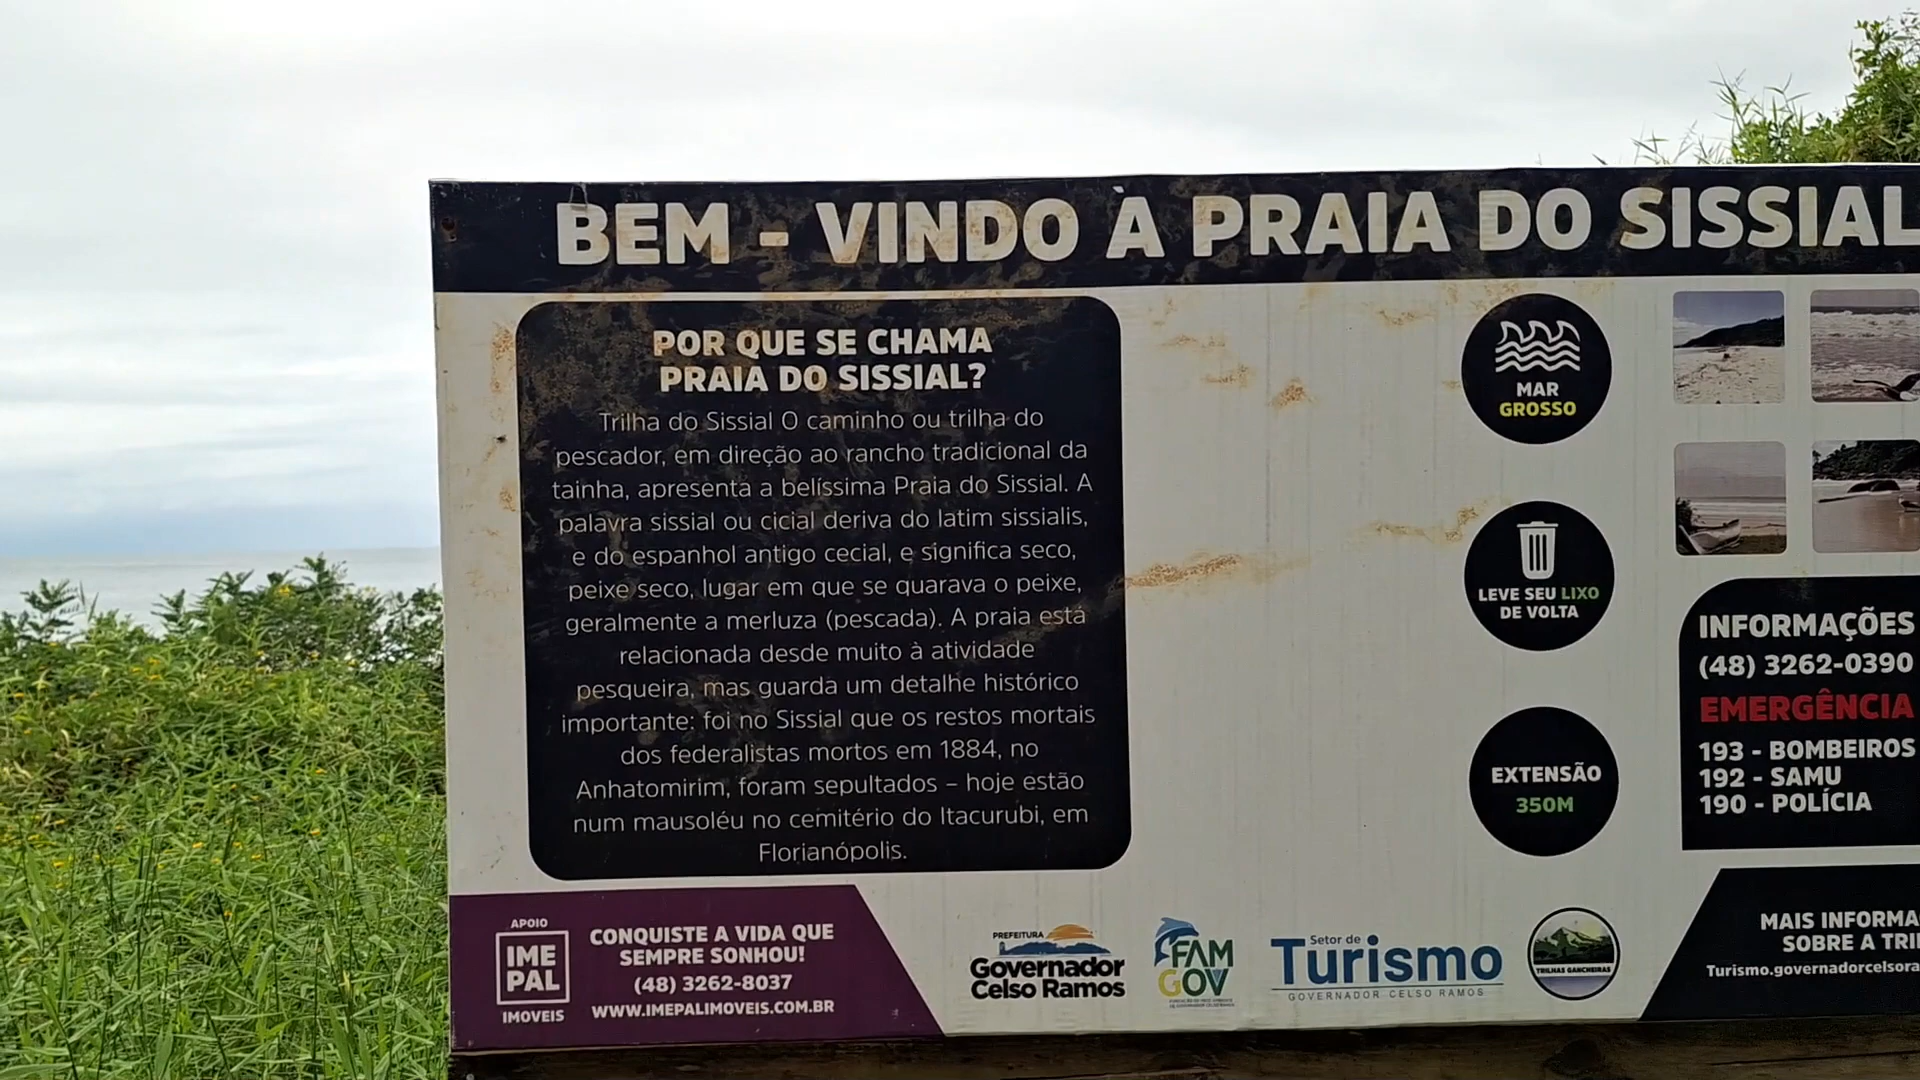 BEM - VINDO À PRAIA DO SISSIAL
POR QUE SE CHAMA
PRAIA DO SISSIAL?
Trilha do Sissial O caminho ou trilha do
pescador, em direção ao rancho tradicional da
tainha, apresenta a belíssima Praia do Sissial. A
palavra sissial ou cicial deriva do latim sissialis,
e do espanhol antigo cecial, e significa seco,
peixe seco, lugar em que se quarava o peixe,
geralmente a merluza (pescada). A praia está
relacionada desde muito à atividade
pesqueira, mas guarda um detalhe histórico
importante: foi no Sissial que os restos mortais
dos federalistas mortos em 1884, no
Anhatomirim, foram sepultados – hoje estão
num mausoléu no cemitério do Itacurubi, em
Florianópolis.
MAR
GROSSO
LEVE SEU LIXO
DE VOLTA
EXTENSÃO
350M
INFORMAÇÕES
(48) 3262-0390
EMERGÊNCIA
193 - BOMBEIROS
192 - SAMU
190 - POLÍCIA
APOIO
IME
PAL
IMOVEIS
CONQUISTE A VIDA QUE
SEMPRE SONHOU!
(48) 3262-8037
WWW.IMEPALIMOVEIS.COM.BR
PREFEITURA
Governador
Celso Ramos
FAM
GOV
Setor de
Turismo
GOVERNADOR CELSO RAMOS
TRILHAS GANCHEIRAS
MAIS INFORMA
SOBRE A TRI
Turismo.governadorcelsora